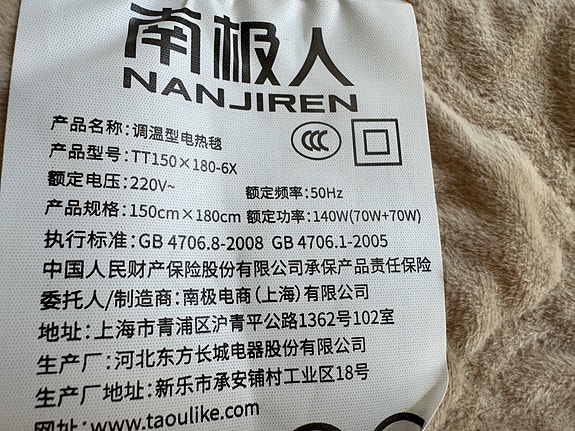 南极人
NANJIREN
产品名称:调温型电热毯
产品型号:TT150×180-6X
额定电压:220V~ 额定频率:50Hz
产品规格:150cm×180cm 额定功率:140W(70W+70W)
执行标准:GB 4706.8-2008 GB 4706.1-2005
中国人民财产保险股份有限公司承保产品责任保险
委托人/制造商:南极电商(上海)有限公司
地址:上海市青浦区沪青平公路1362号102室
生产厂:河北东方长城电器股份有限公司
生产厂地址:新乐市承安铺村工业区18号
网址:www.taoulike.com